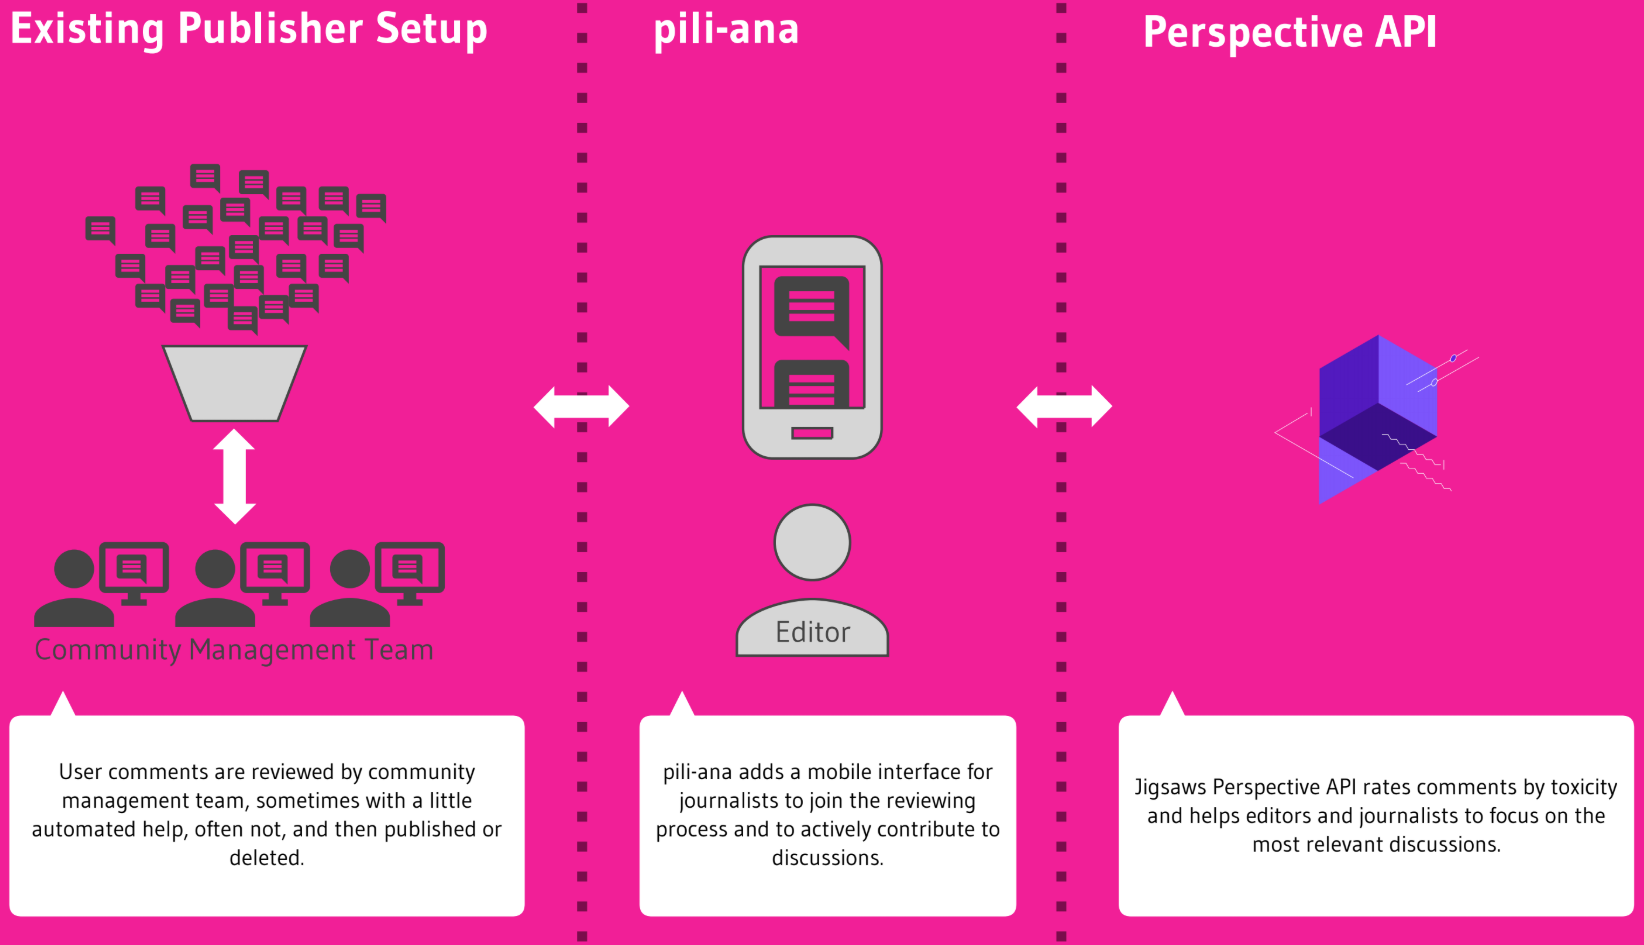 Existing Publisher Setup
pili-ana
Perspective API
Community Management Team
Editor
User comments are reviewed by community
management team, sometimes with a little
automated help, often not, and then published or
deleted.
pili-ana adds a mobile interface for
journalists to join the reviewing
process and to actively contribute to
discussions.
Jigsaws Perspective API rates comments by toxicity
and helps editors and journalists to focus on the
most relevant discussions.